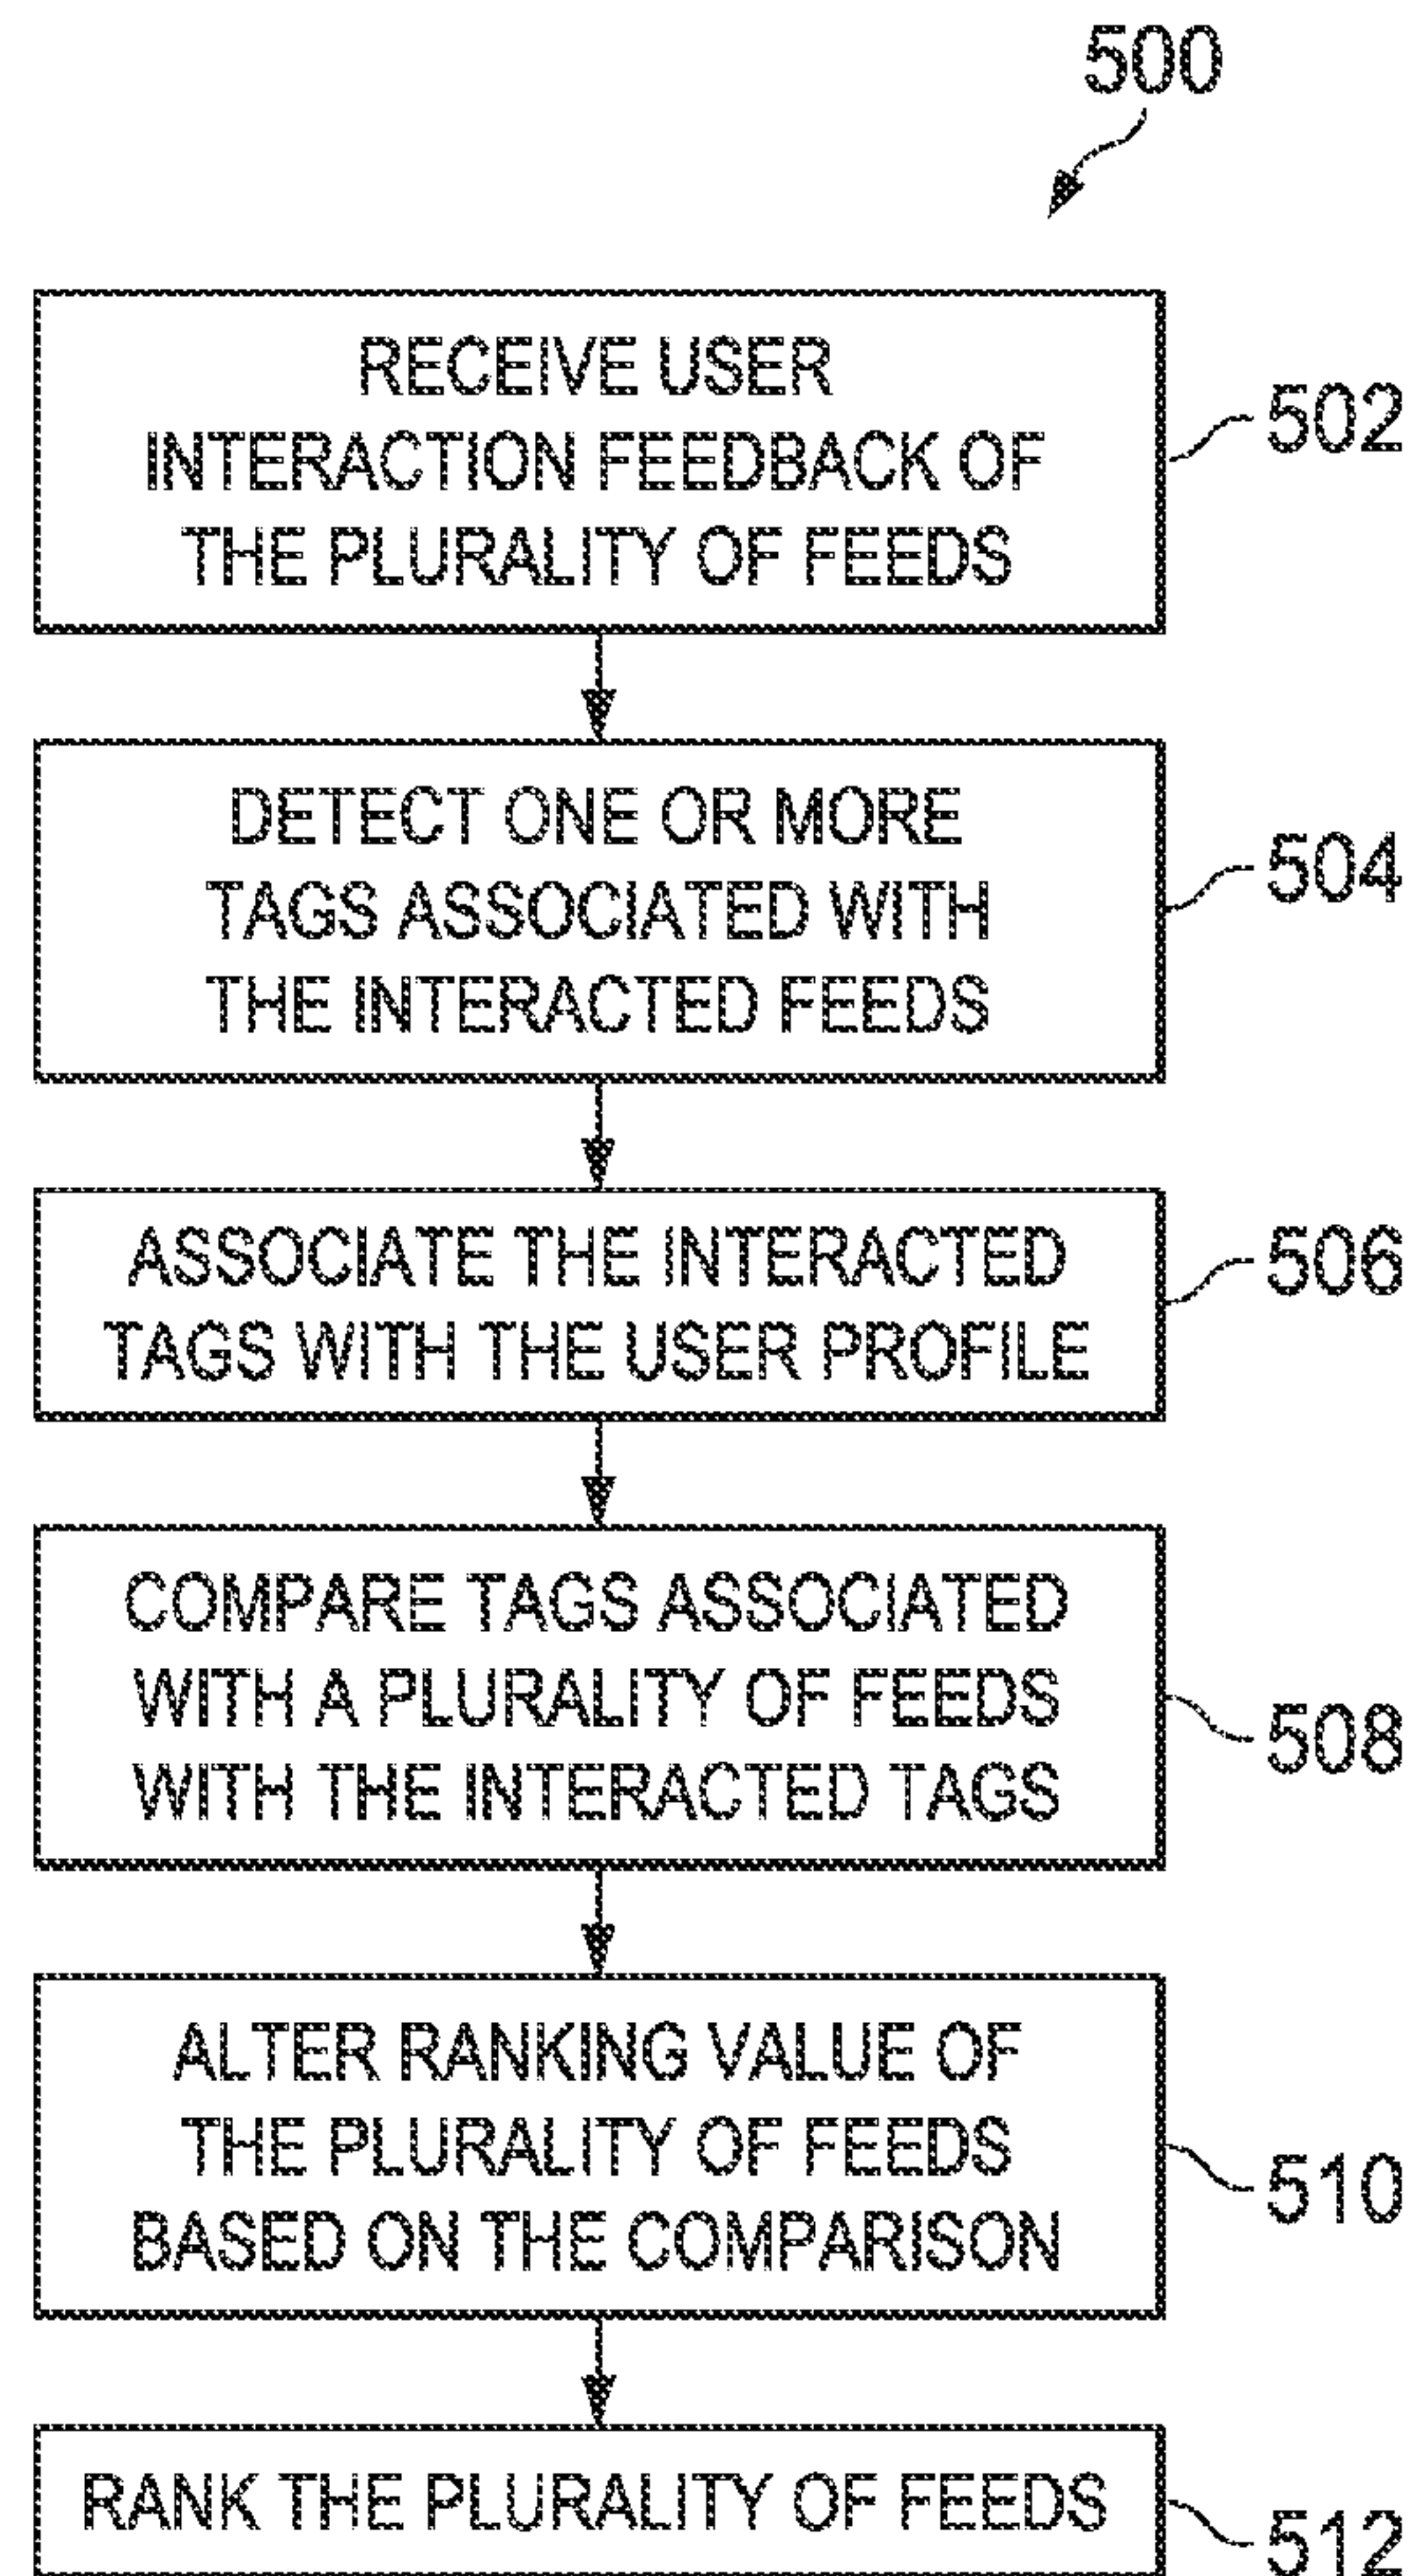 500
RECEIVE USER
INTERACTION FEEDBACK OF
THE PLURALITY OF FEEDS
502
DETECT ONE OR MORE
TAGS ASSOCIATED WITH
THE INTERACTED FEEDS
504
ASSOCIATE THE INTERACTED
TAGS WITH THE USER PROFILE
506
COMPARE TAGS ASSOCIATED
WITH A PLURALITY OF FEEDS
WITH THE INTERACTED TAGS
508
ALTER RANKING VALUE OF
THE PLURALITY OF FEEDS
BASED ON THE COMPARISON
510
RANK THE PLURALITY OF FEEDS
512